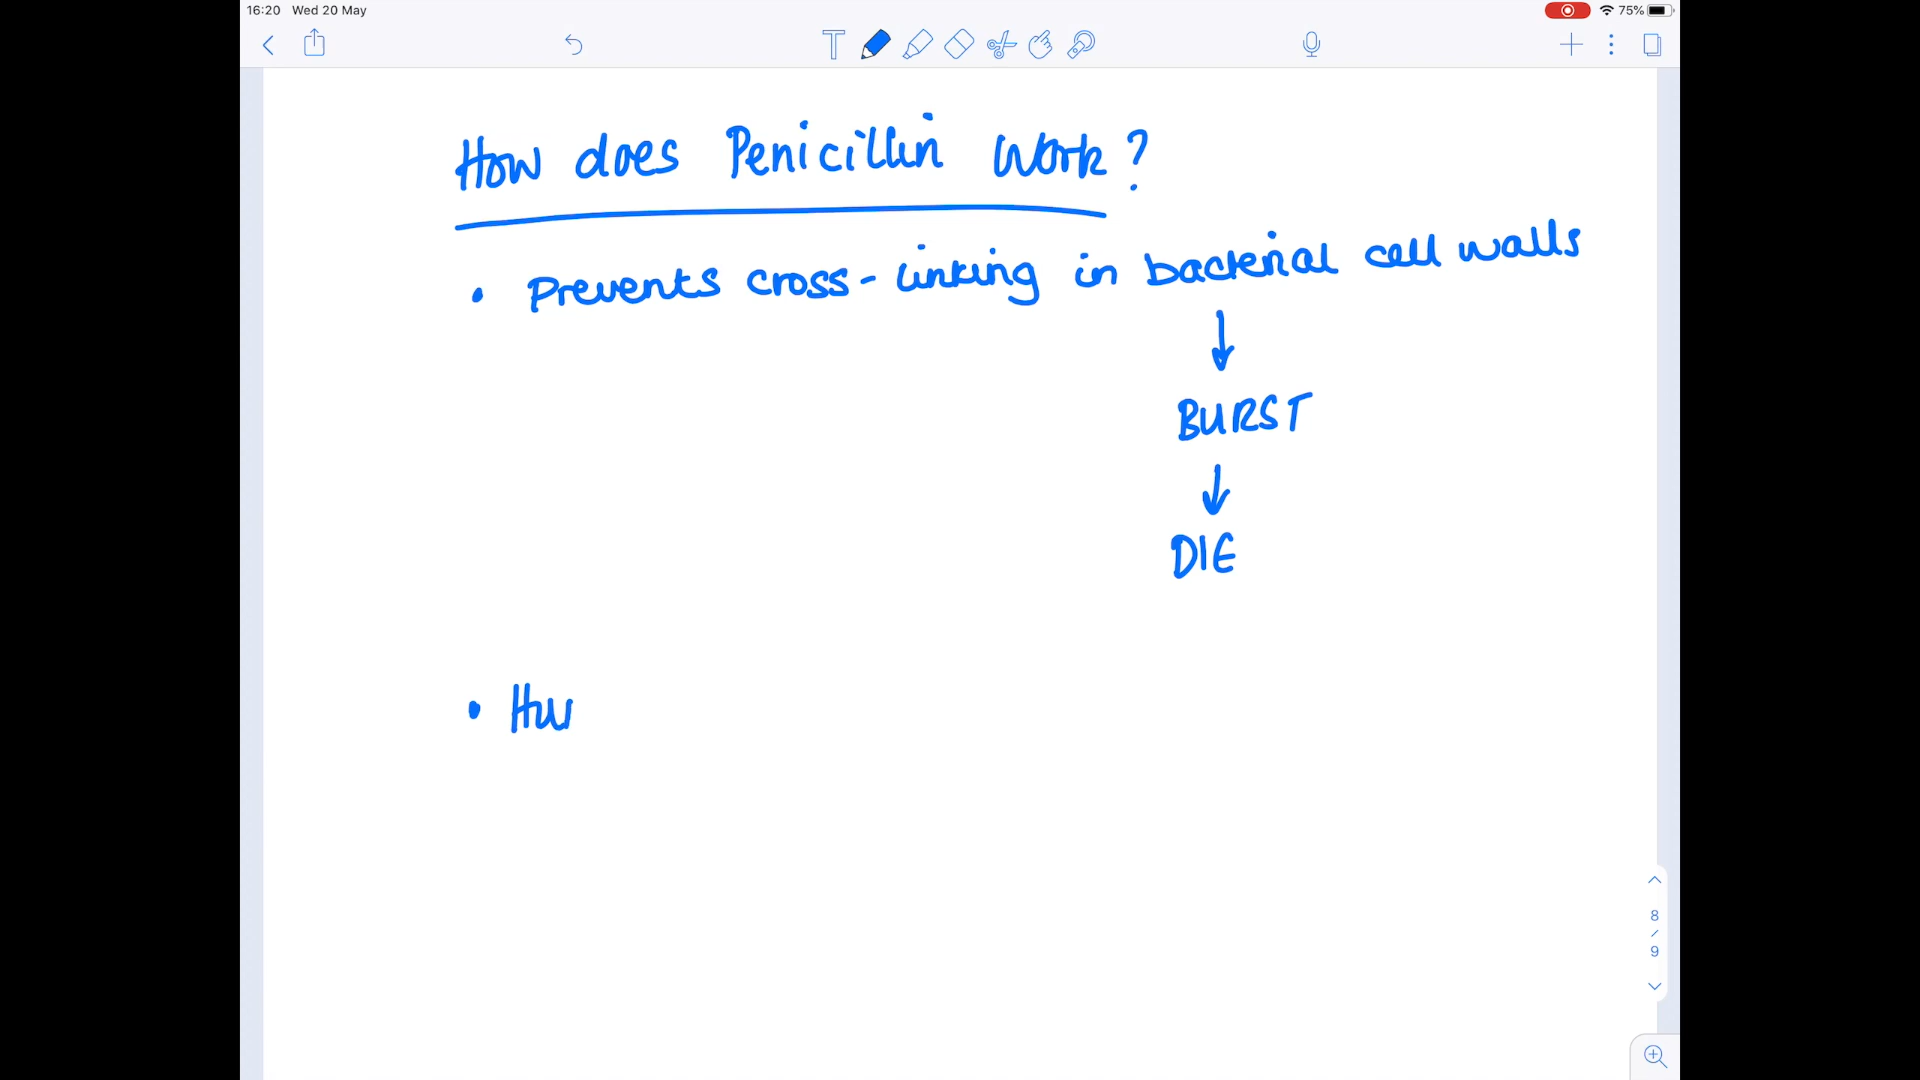 16:20 Wed 20 May
75%
T
How does Penicillin Work?
• Prevents cross-linking in bacterial cell walls
BURST
DIE
• Hu
8
/
9